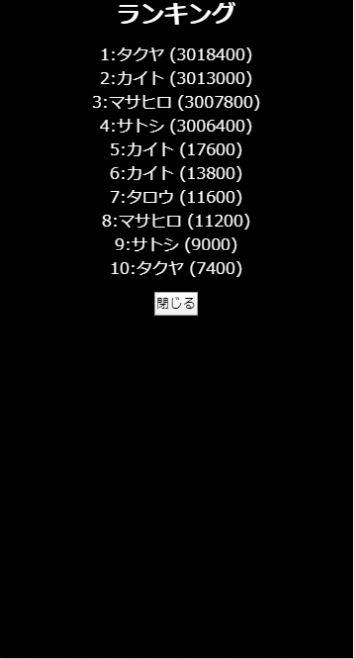 ランキング
1:タクヤ (3018400)
2:カイト (3013000)
3:マサヒロ (3007800)
4:サトシ (3006400)
5:カイト (17600)
6:カイト (13800)
7:タロウ (11600)
8:マサヒロ (11200)
9:サトシ (9000)
10:タクヤ (7400)
閉じる